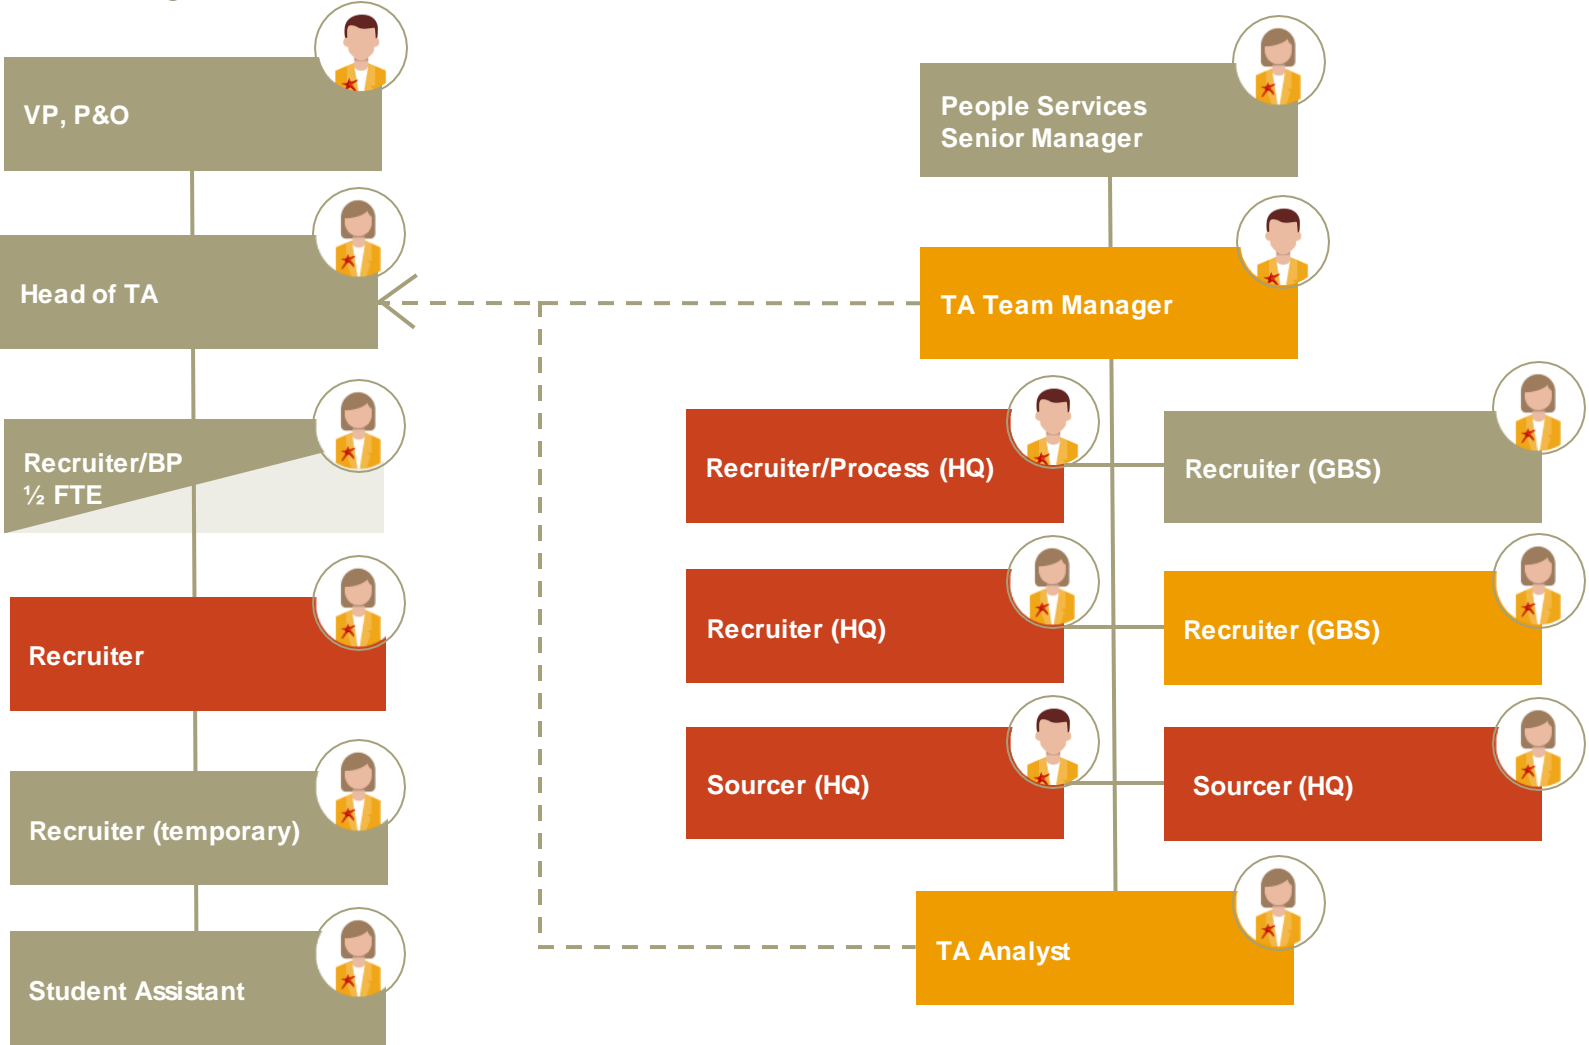 VP, P&O
Head of TA
Recruiter/BP
½ FTE
Recruiter
Recruiter (temporary)
Student Assistant
People Services
Senior Manager
TA Team Manager
Recruiter/Process (HQ)
Recruiter (GBS)
Recruiter (HQ)
Recruiter (GBS)
Sourcer (HQ)
Sourcer (HQ)
TA Analyst